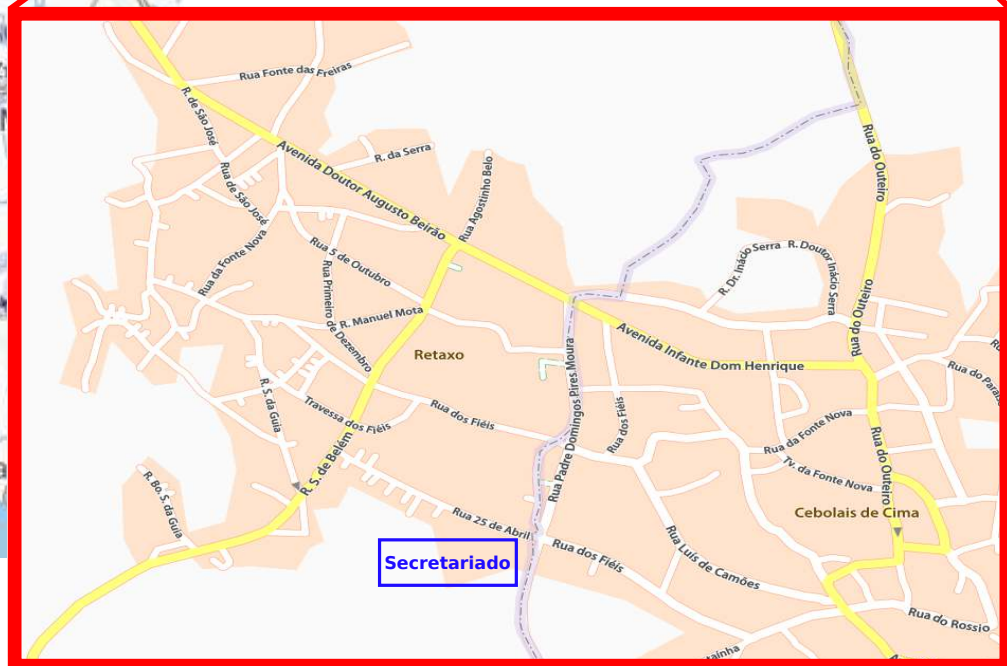 Rua Fonte das Freiras
R. de São José
Avenida Doutor Augusto Beirão
R. da Serra
Rua Agostinho Belo
Rua de São José
Rua da Fonte Nova
Rua 5 de Outubro
Rua Primeiro de Dezembro
R. Manuel Mota
Retaxo
R. S. da Guia
Travessa dos Fiéis
Rua dos Fiéis
R. S. de Belém
R. Bo. S. da Guia
Rua 25 de Abril
Secretariado
Rua dos Fiéis
Rua Padre Domingos Pires Moura
Rua dos Fiéis
Avenida Infante Dom Henrique
R. Dr. Inácio Serra
R. Doutor Inácio Serra
Rua do Outeiro
Rua do Outeiro
Rua do Outeiro
Rua da Fonte Nova
Tv. da Fonte Nova
Cebolais de Cima
Rua Luís de Camões
Rua do Rossio